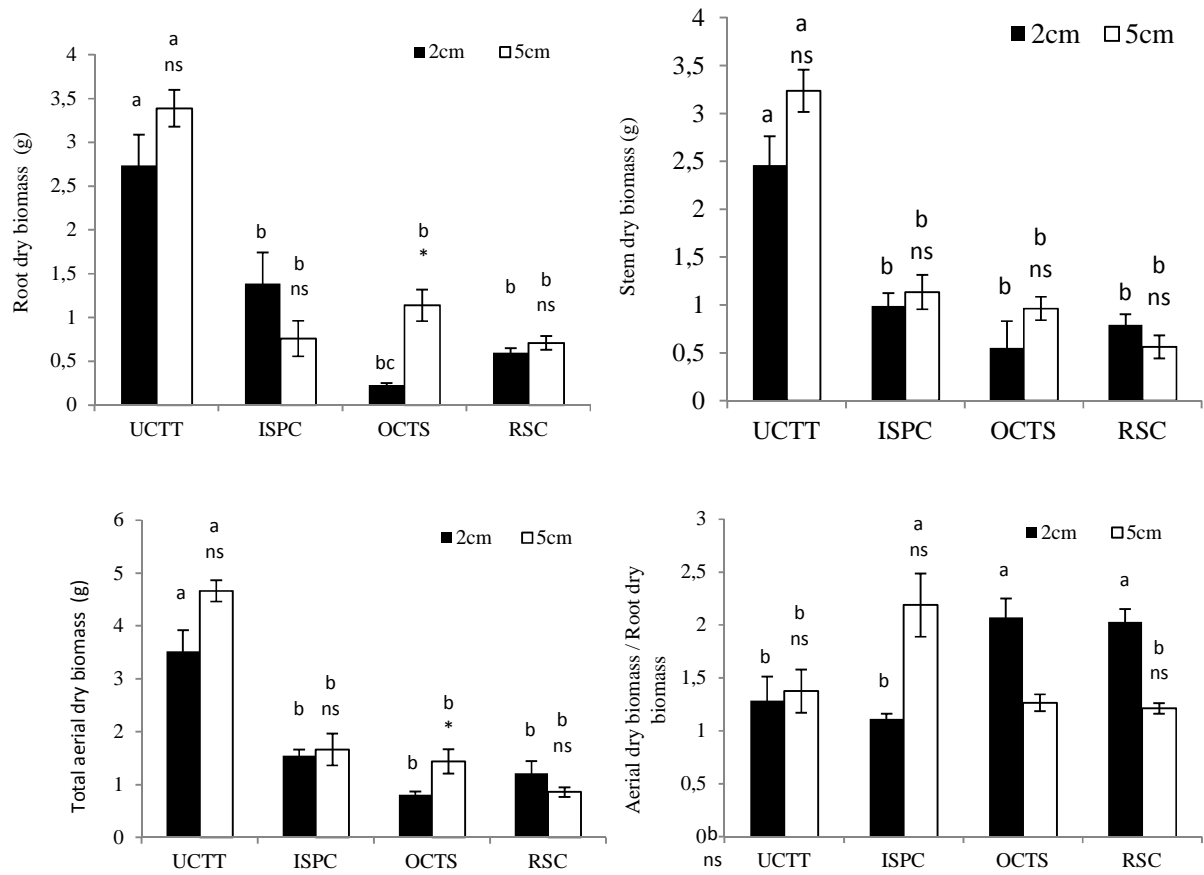 2cm 5cm
Root dry biomass (g)
4
3,5
3
2,5
2
1,5
1
0,5
0
a
a
ns
b
b
ns
bc
b
*
b
b
ns
UCTT ISPC OCTS RSC
2cm 5cm
Stem dry biomass (g)
4
3,5
3
2,5
2
1,5
1
0,5
0
a
a
ns
b
b
ns
b
b
ns
b
b
ns
UCTT ISPC OCTS RSC
2cm 5cm
Total aerial dry biomass (g)
6
5
4
3
2
1
0
a
a
ns
b
b
ns
b
b
*
b
b
ns
UCTT ISPC OCTS RSC
2cm 5cm
Aerial dry biomass / Root dry
biomass
3
2,5
2
1,5
1
0,5
0
b
b
ns
b
a
ns
a
a
b
ns
b
ns
UCTT ISPC OCTS RSC